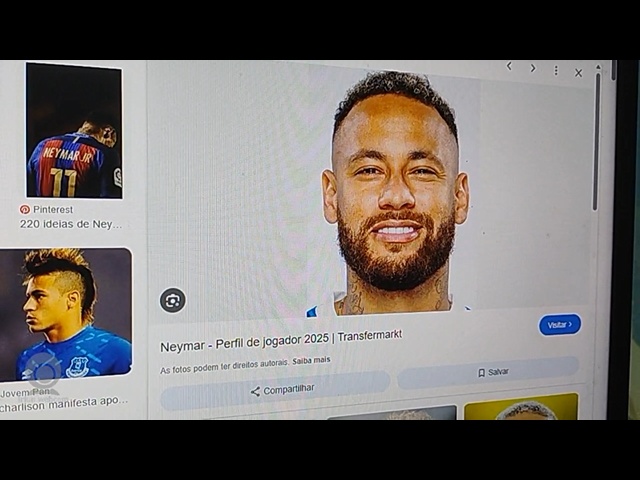 NEYMAR JR
11
Pinterest
220 ideias de Ney...
Jovem Pan
charlison manifesta apo...
Neymar - Perfil de jogador 2025 | Transfermarkt
Visitar
As fotos podem ter direitos autorais. Saiba mais
Compartilhar
Salvar